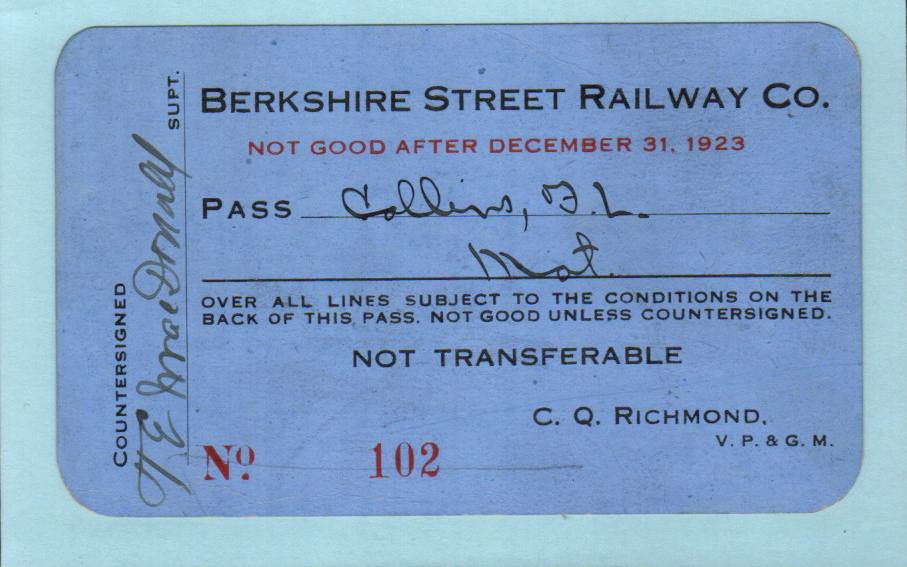 BERKSHIRE STREET RAILWAY CO.
NOT GOOD AFTER DECEMBER 31, 1923
PASS Collins, F. L.
Mot.
OVER ALL LINES SUBJECT TO THE CONDITIONS ON THE
BACK OF THIS PASS. NOT GOOD UNLESS COUNTERSIGNED.
NOT TRANSFERABLE
C. Q. RICHMOND,
V. P. & G. M.
Nº 102
COUNTERSIGNED
MacDonall SUPT.